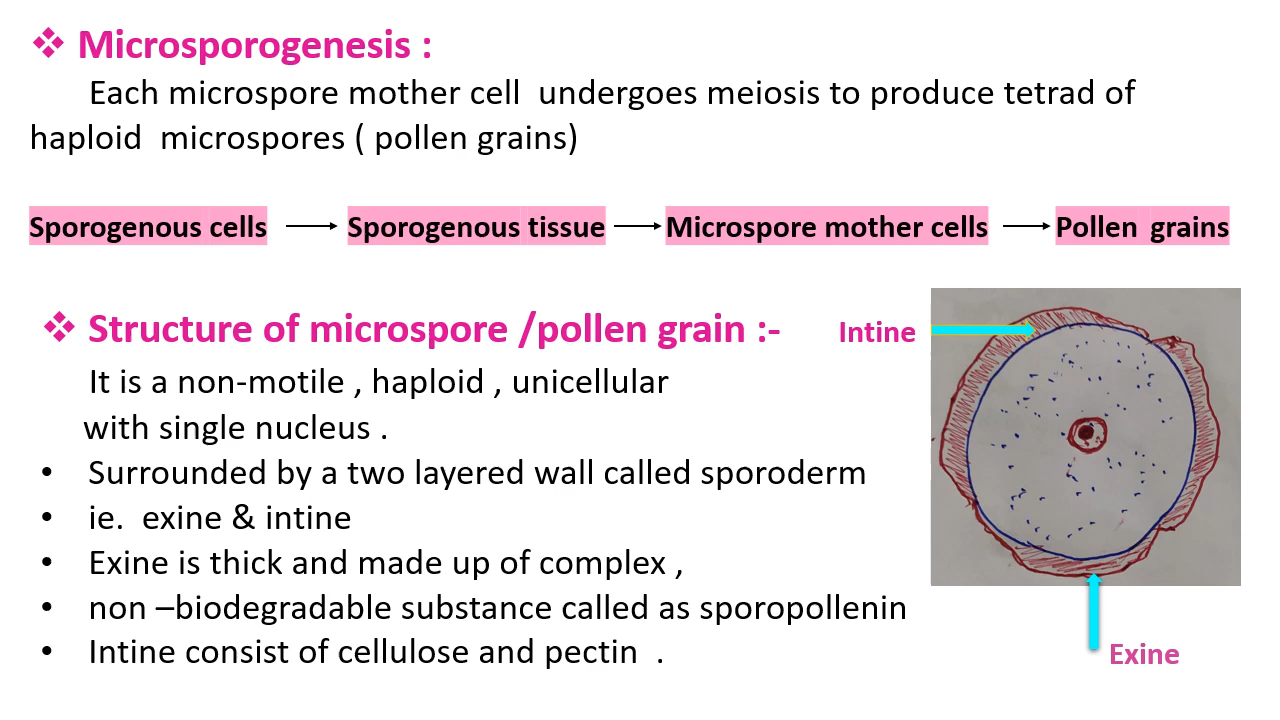 ❖ Microsporogenesis :
Each microspore mother cell undergoes meiosis to produce tetrad of
haploid microspores ( pollen grains)
Sporogenous cells → Sporogenous tissue → Microspore mother cells → Pollen grains
❖ Structure of microspore /pollen grain :-
Intine
It is a non-motile , haploid , unicellular
with single nucleus .
• Surrounded by a two layered wall called sporoderm
• ie. exine & intine
• Exine is thick and made up of complex ,
• non –biodegradable substance called as sporopollenin
• Intine consist of cellulose and pectin .
Exine